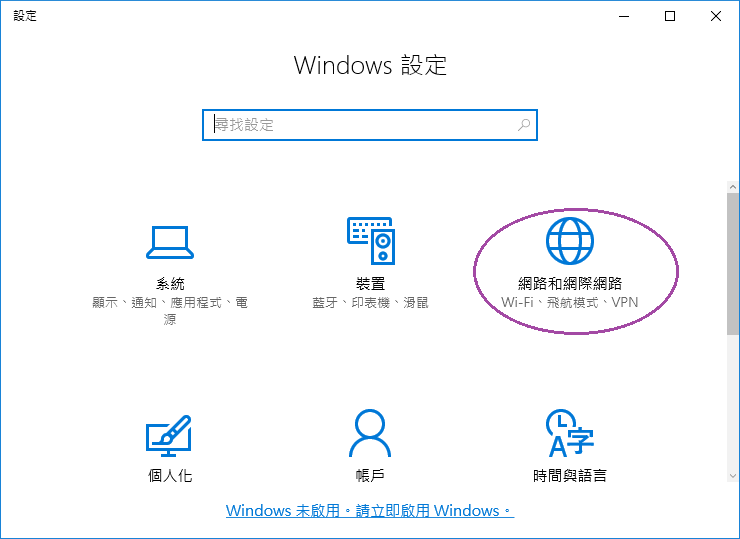 設定
Windows 設定
尋找設定
系統
顯示、通知、應用程式、電
源
裝置
藍牙、印表機、滑鼠
網路和網際網路
Wi-Fi、飛航模式、VPN
個人化
帳戶
時間與語言
Windows 未啟用。請立即啟用 Windows。